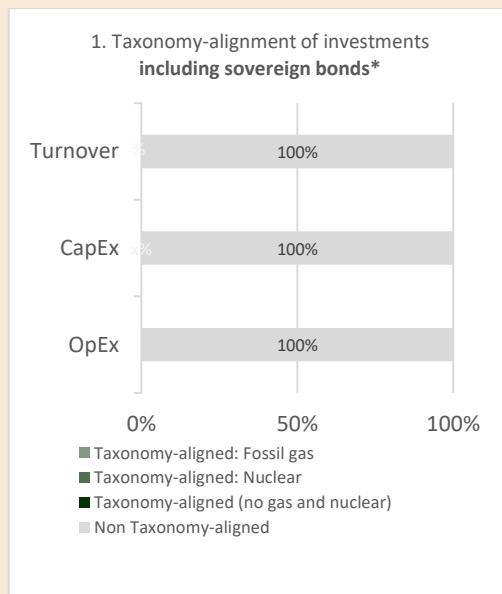 1. Taxonomy-alignment of investments
including sovereign bonds*
Turnover
%
100%
CapEx
x%
100%
OpEx
100%
0%
50%
100%
Taxonomy-aligned: Fossil gas
Taxonomy-aligned: Nuclear
Taxonomy-aligned (no gas and nuclear)
Non Taxonomy-aligned